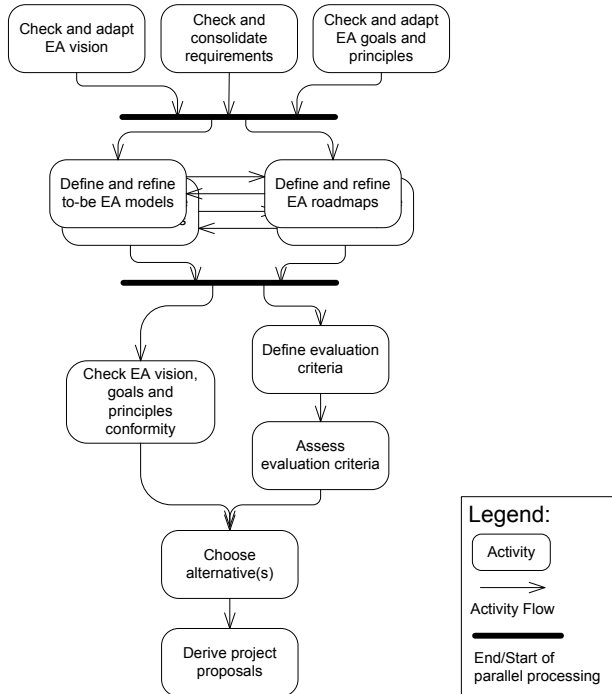 Check and adapt
EA vision
Check and
consolidate
requirements
Check and adapt
EA goals and
principles
Define and refine
to-be EA models
Define and refine
EA roadmaps
Check EA vision,
goals and
principles
conformity
Define evaluation
criteria
Assess
evaluation criteria
Choose
alternative(s)
Derive project
proposals
Legend:
Activity
Activity Flow
End/Start of
parallel processing